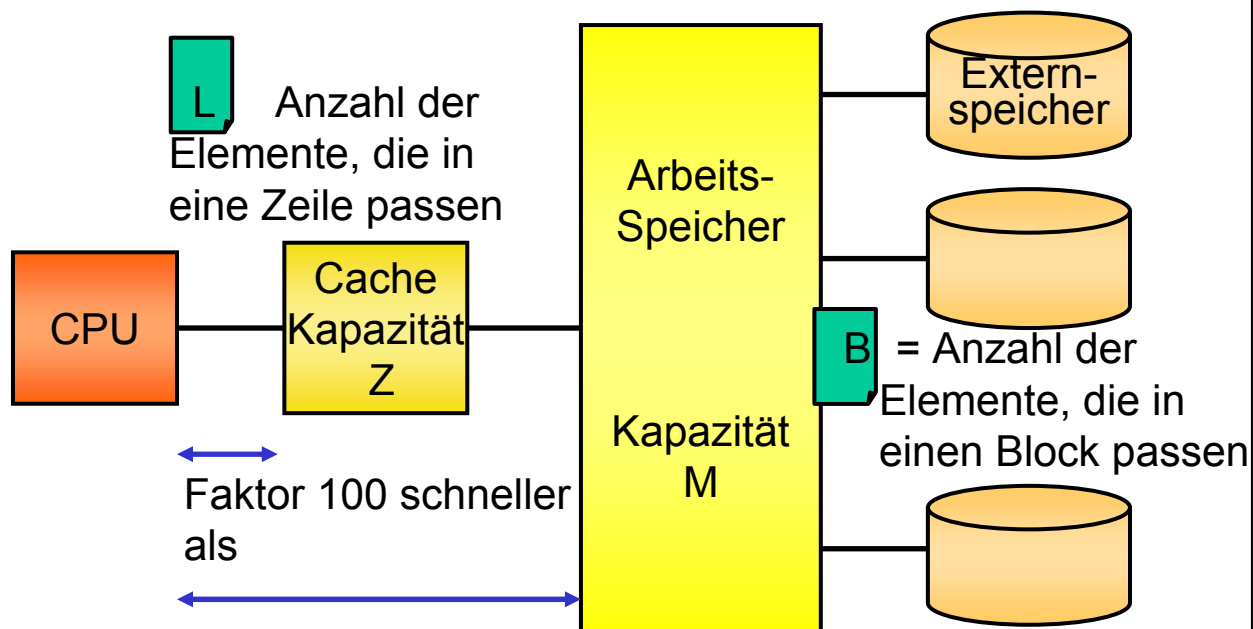 L Anzahl der
Elemente, die in
eine Zeile passen
CPU
Cache
Kapazität
Z
Faktor 100 schneller
als
Arbeits-
Speicher
Kapazität
M
Extern-
speicher
B = Anzahl der
Elemente, die in
einen Block passen